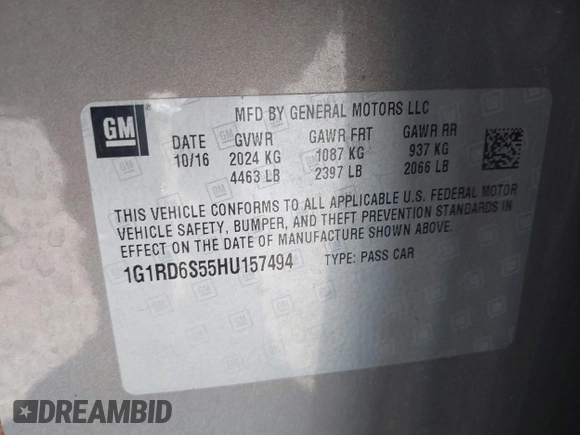 GM
MFD BY GENERAL MOTORS LLC
DATE GVWR GAWR FRT GAWR RR
10/16 2024 KG 1087 KG 937 KG
4463 LB 2397 LB 2066 LB
THIS VEHICLE CONFORMS TO ALL APPLICABLE U.S. FEDERAL MOTOR
VEHICLE SAFETY, BUMPER, AND THEFT PREVENTION STANDARDS IN
EFFECT ON THE DATE OF MANUFACTURE SHOWN ABOVE.
1G1RD6S55HU157494 TYPE: PASS CAR
DREAMBID